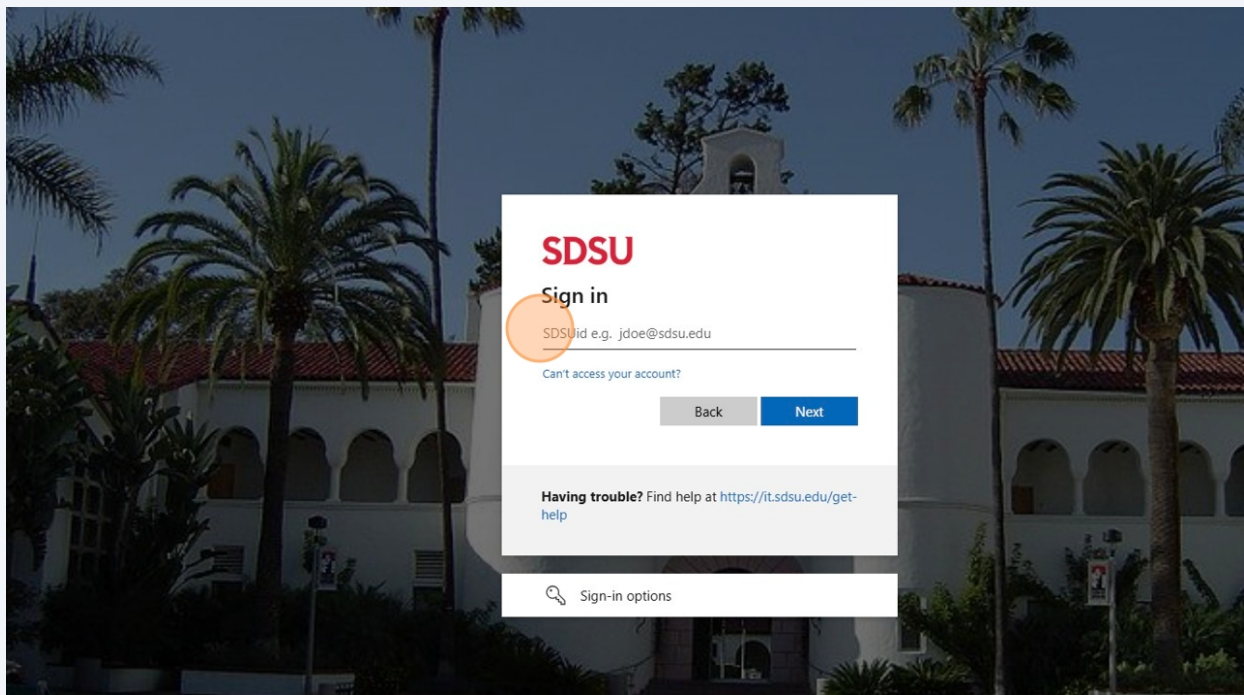 SDSU
Sign in
SDSUid e.g. jdoe@sdsu.edu
Can't access your account?
Back
Next
Having trouble? Find help at https://it.sdsu.edu/get-
help
Sign-in options